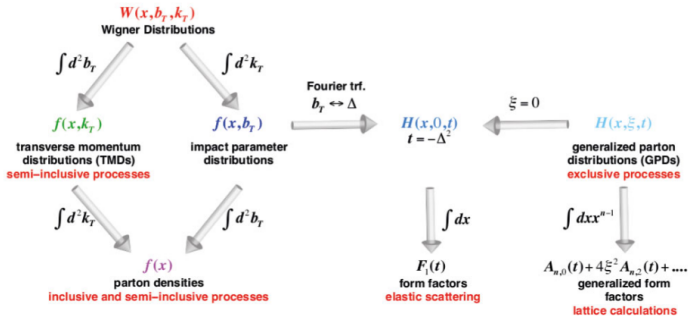 W(x,b_T,k_T)
Wigner Distributions
∫d²b_T
∫d²k_T
Fourier trf.
b_T ↔ Δ
ξ = 0
f(x,k_T)
f(x,b_T)
H(x,0,t)
t = −Δ²
H(x,ξ,t)
transverse momentum
distributions (TMDs)
semi–inclusive processes
impact parameter
distributions
generalized parton
distributions (GPDs)
exclusive processes
∫d²k_T
∫d²b_T
∫dx
∫dxx^{n−1}
f(x)
parton densities
inclusive and semi–inclusive processes
F₁(t)
form factors
elastic scattering
A_{n,0}(t) + 4ξ² A_{n,2}(t) + ....
generalized form
factors
lattice calculations